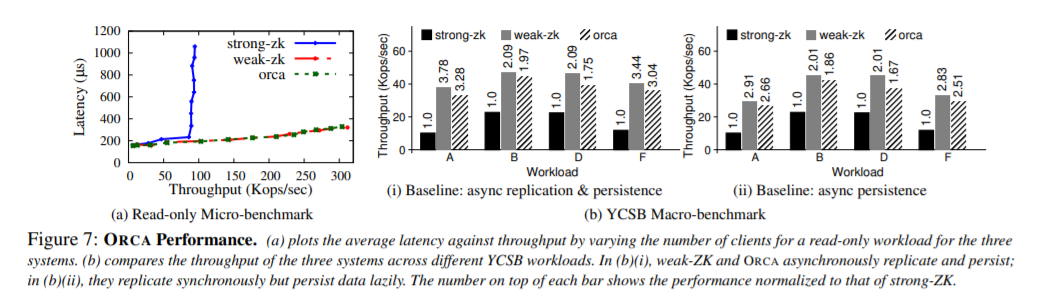 1200
1000
800
600
400
200
0
Latency (μs)
strong-zk
weak-zk
orca
0 50 100 150 200 250 300
Throughput (Kops/sec)
(a) Read-only Micro-benchmark
strong-zk weak-zk orca
Throughput (Kops/sec)
60
40
20
0
1.0 3.78 3.28 1.0 2.09 1.97 1.0 2.09 1.75 1.0 3.44 3.04
A B D F
Workload
(i) Baseline: async replication & persistence
strong-zk weak-zk orca
Throughput (Kops/sec)
60
40
20
0
1.0 2.91 2.66 1.0 2.01 1.86 1.0 2.01 1.67 1.0 2.83 2.51
A B D F
Workload
(ii) Baseline: async persistence
(b) YCSB Macro-benchmark
Figure 7: ORCA Performance. (a) plots the average latency against throughput by varying the number of clients for a read-only workload for the three
systems. (b) compares the throughput of the three systems across different YCSB workloads. In (b)(i), weak-ZK and ORCA asynchronously replicate and persist;
in (b)(ii), they replicate synchronously but persist data lazily. The number on top of each bar shows the performance normalized to that of strong-ZK.